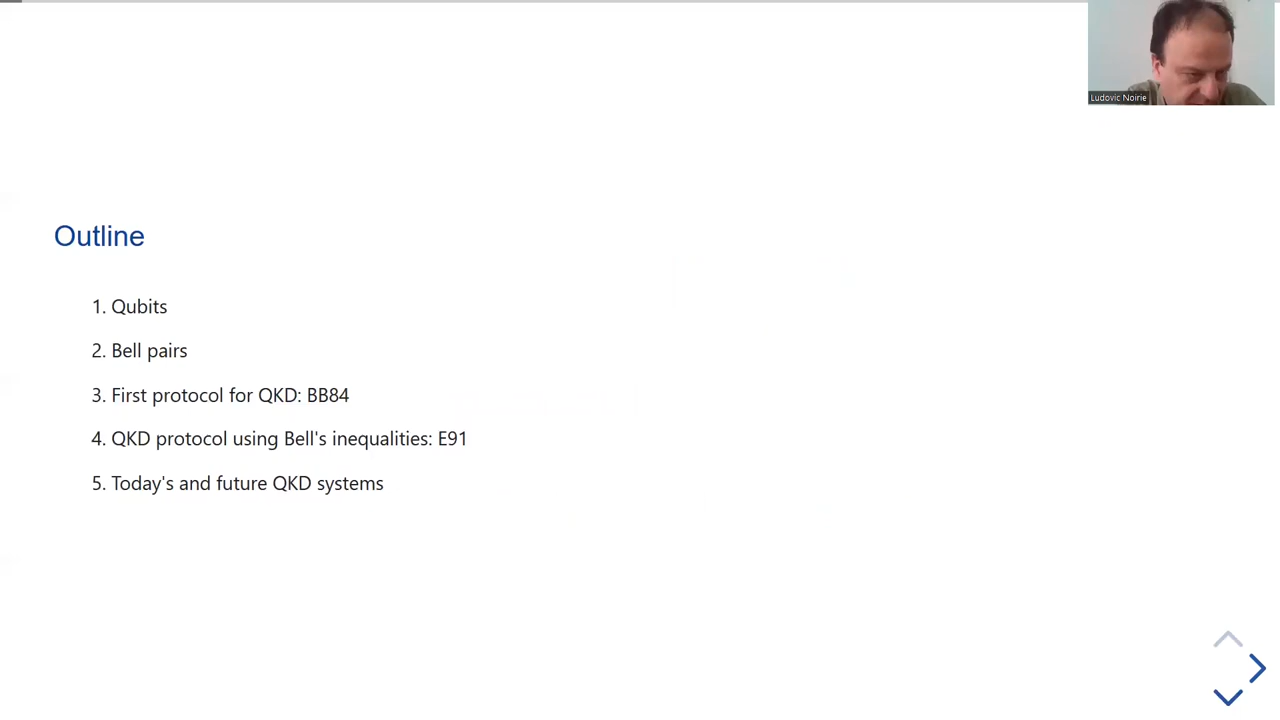 Ludovic Noirie
Outline
1. Qubits
2. Bell pairs
3. First protocol for QKD: BB84
4. QKD protocol using Bell's inequalities: E91
5. Today's and future QKD systems